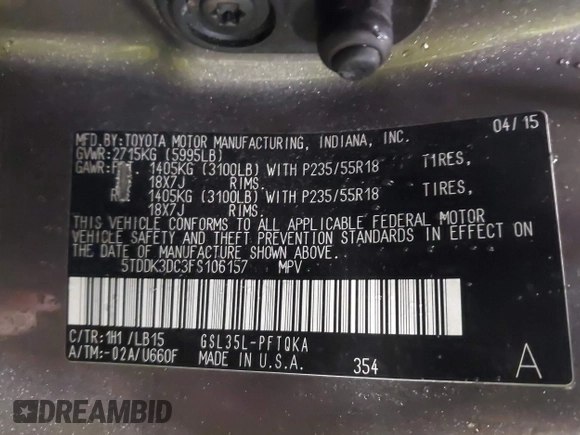 MFD.BY:TOYOTA MOTOR MANUFACTURING, INDIANA, INC. 04/15
GVWR:2715KG (5995LB)
GAWR:F 1405KG (3100LB) WITH P235/55R18 TIRES,
18X7J RIMS.
R 1405KG (3100LB) WITH P235/55R18 TIRES,
18X7J RIMS.
THIS VEHICLE CONFORMS TO ALL APPLICABLE FEDERAL MOTOR
VEHICLE SAFETY AND THEFT PREVENTION STANDARDS IN EFFECT ON
THE DATE OF MANUFACTURE SHOWN ABOVE.
5TDDK3DC3FS106157 MPV
C/TR:1H1 /LB15 GSL35L-PFTQKA
A/TM:-02A/U660F MADE IN U.S.A. 354 A
DREAMBID